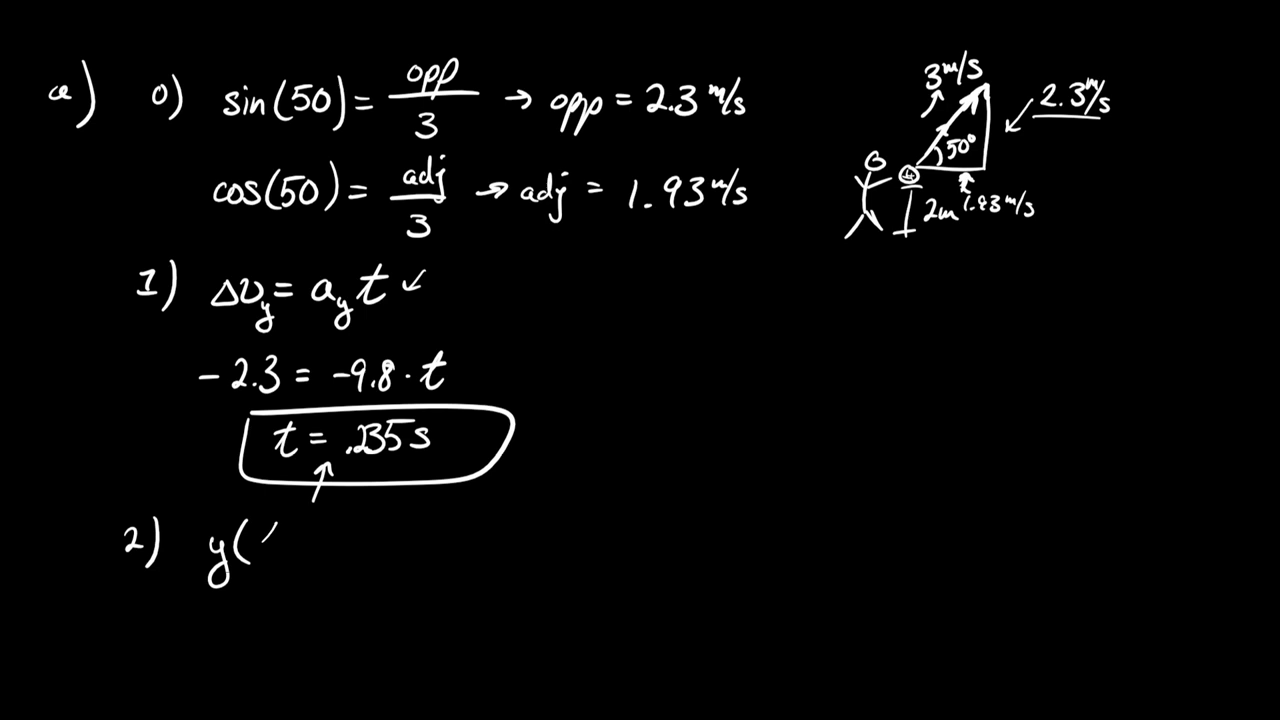 a) 0) sin(50) = opp/3 → opp = 2.3 m/s
cos(50) = adj/3 → adj = 1.93 m/s
1) Δv_y = a_y t ↙
-2.3 = -9.8 · t
t = .235 s
2) y(
3 m/s
2.3 m/s
50°
2m
1.93 m/s